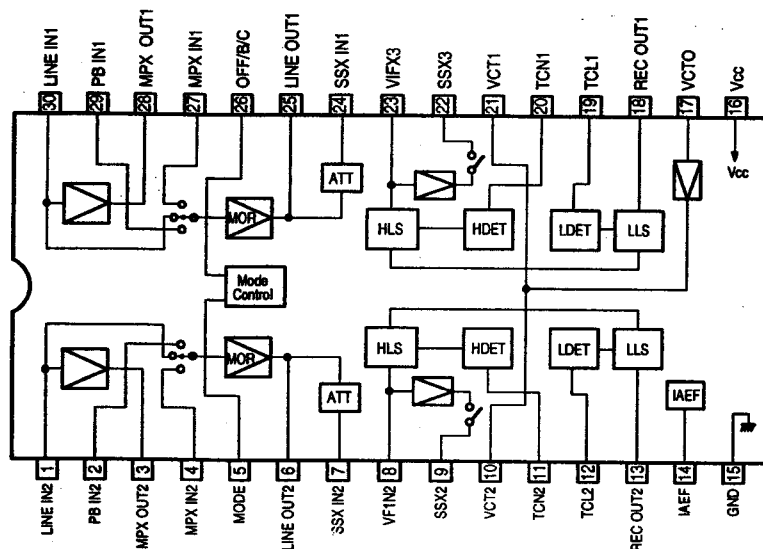 LINE IN1
PB IN1
MPX OUT1
MPX IN1
OFF/B/C
LINE OUT1
SSX IN1
VIFX3
SSX3
VCT1
TCN1
TCL1
REC OUT1
VCTO
Vcc
30
29
28
27
26
25
24
23
22
21
20
19
18
17
16
Vcc
ATT
MOR
HLS
HDET
LDET
LLS
Mode
Control
MOR
HLS
HDET
LDET
LLS
ATT
IAEF
1
2
3
4
5
6
7
8
9
10
11
12
13
14
15
LINE IN2
PB IN2
MPX OUT2
MPX IN2
MODE
LINE OUT2
SSX IN2
VF1N2
SSX2
VCT2
TCN2
TCL2
REC OUT2
IAEF
GND